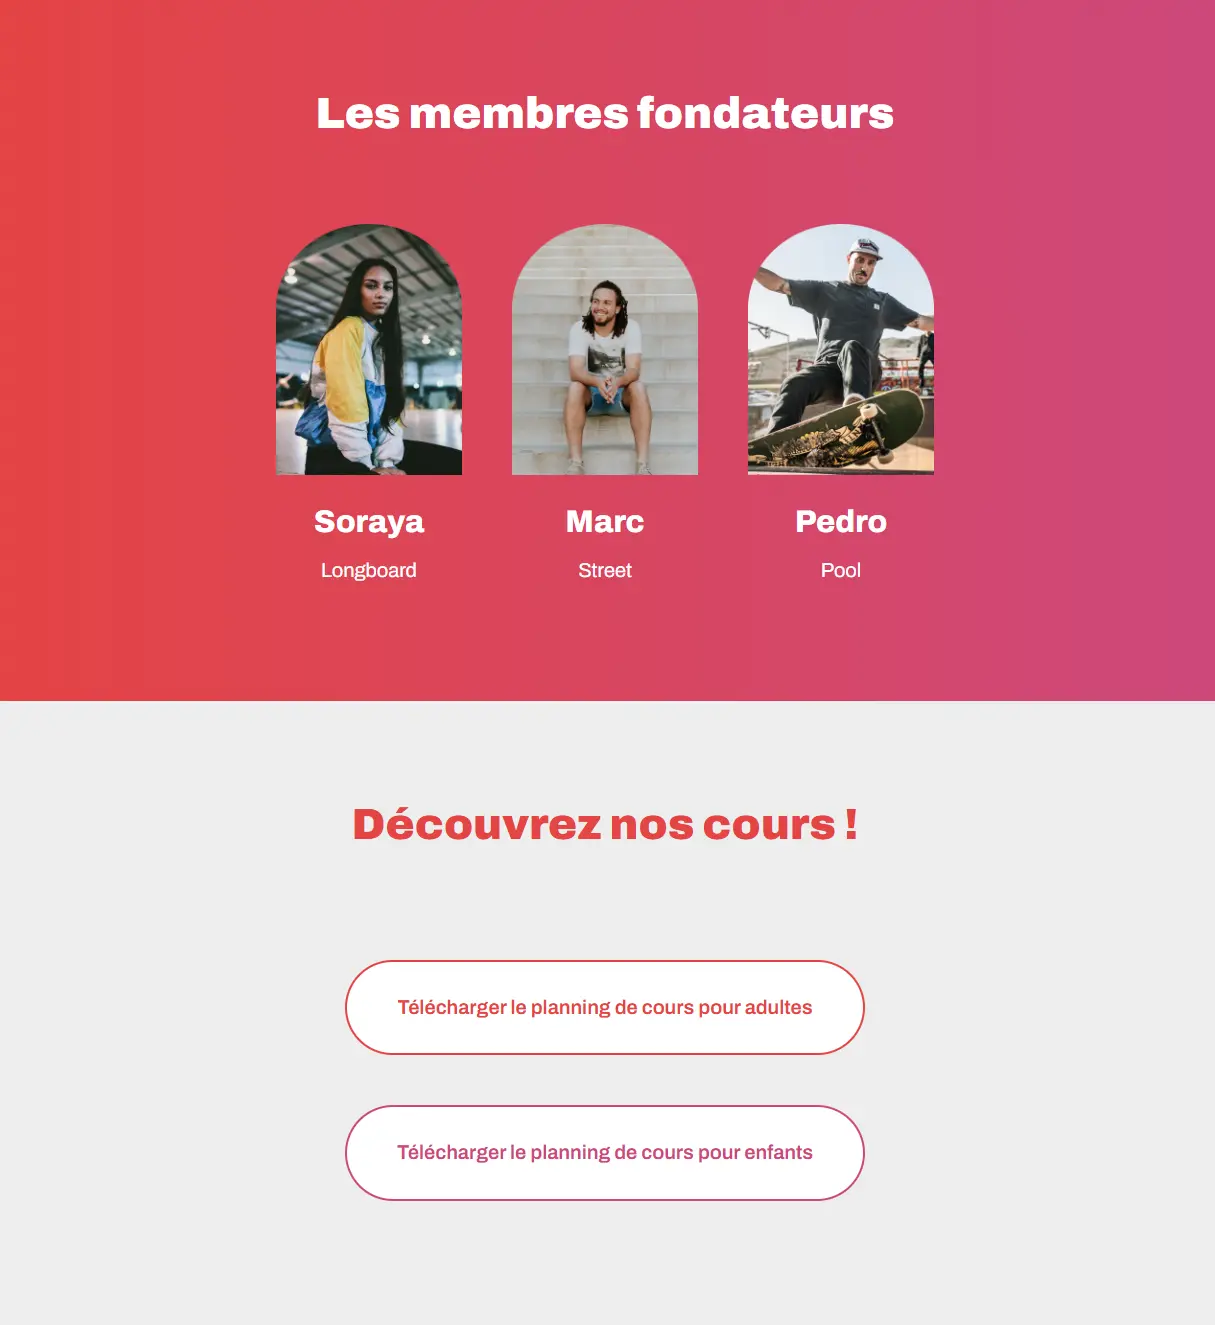 Les membres fondateurs
Soraya
Longboard
Marc
Street
Pedro
Pool
Découvrez nos cours !
Télécharger le planning de cours pour adultes
Télécharger le planning de cours pour enfants